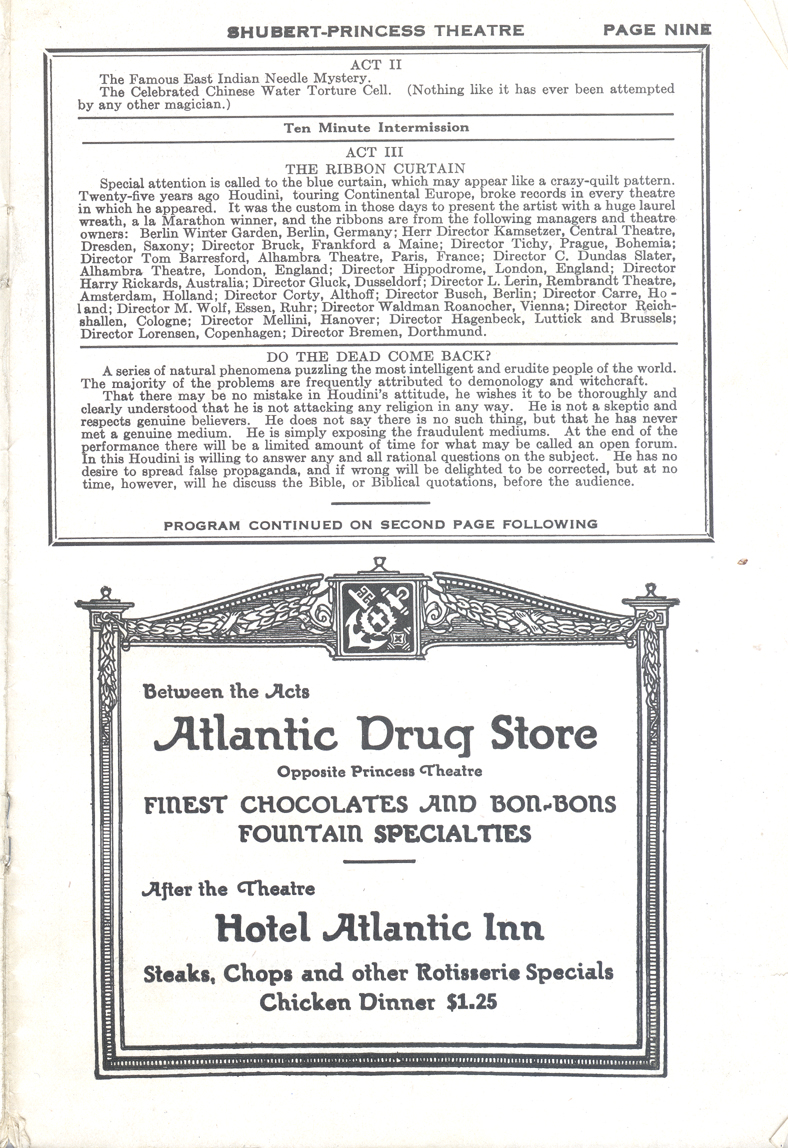 SHUBERT-PRINCESS THEATRE PAGE NINE
ACT II
The Famous East Indian Needle Mystery.
The Celebrated Chinese Water Torture Cell. (Nothing like it has ever been attempted
by any other magician.)
Ten Minute Intermission
ACT III
THE RIBBON CURTAIN
Special attention is called to the blue curtain, which may appear like a crazy-quilt pattern.
Twenty-five years ago Houdini, touring Continental Europe, broke records in every theatre
in which he appeared. It was the custom in those days to present the artist with a huge laurel
wreath, a la Marathon winner, and the ribbons are from the following managers and theatre
owners: Berlin Winter Garden, Berlin, Germany; Herr Director Kamsetzer, Central Theatre,
Dresden, Saxony; Director Bruck, Frankford a Maine; Director Tichy, Prague, Bohemia;
Director Tom Barresford, Alhambra Theatre, Paris, France; Director C. Dundas Slater,
Alhambra Theatre, London, England; Director Hippodrome, London, England; Director
Harry Rickards, Australia; Director Gluck, Dusseldorf; Director L. Lerin, Rembrandt Theatre,
Amsterdam, Holland; Director Corty, Althoff; Director Busch, Berlin; Director Carre, Ho-
land; Director M. Wolf, Essen, Ruhr; Director Waldman Roanocher, Vienna; Director Reich-
shallen, Cologne; Director Mellini, Hanover; Director Hagenbeck, Luttick and Brussels;
Director Lorensen, Copenhagen; Director Bremen, Dorthmund.
DO THE DEAD COME BACK?
A series of natural phenomena puzzling the most intelligent and erudite people of the world.
The majority of the problems are frequently attributed to demonology and witchcraft.
That there may be no mistake in Houdini's attitude, he wishes it to be thoroughly and
clearly understood that he is not attacking any religion in any way. He is not a skeptic and
respects genuine believers. He does not say there is no such thing, but that he has never
met a genuine medium. He is simply exposing the fraudulent mediums. At the end of the
performance there will be a limited amount of time for what may be called an open forum.
In this Houdini is willing to answer any and all rational questions on the subject. He has no
desire to spread false propaganda, and if wrong will be delighted to be corrected, but at no
time, however, will he discuss the Bible, or Biblical quotations, before the audience.
PROGRAM CONTINUED ON SECOND PAGE FOLLOWING
Between the Acts
Atlantic Drug Store
Opposite Princess Theatre
FINEST CHOCOLATES AND BON-BONS
FOUNTAIN SPECIALTIES
After the Theatre
Hotel Atlantic Inn
Steaks, Chops and other Rotisserie Specials
Chicken Dinner $1.25